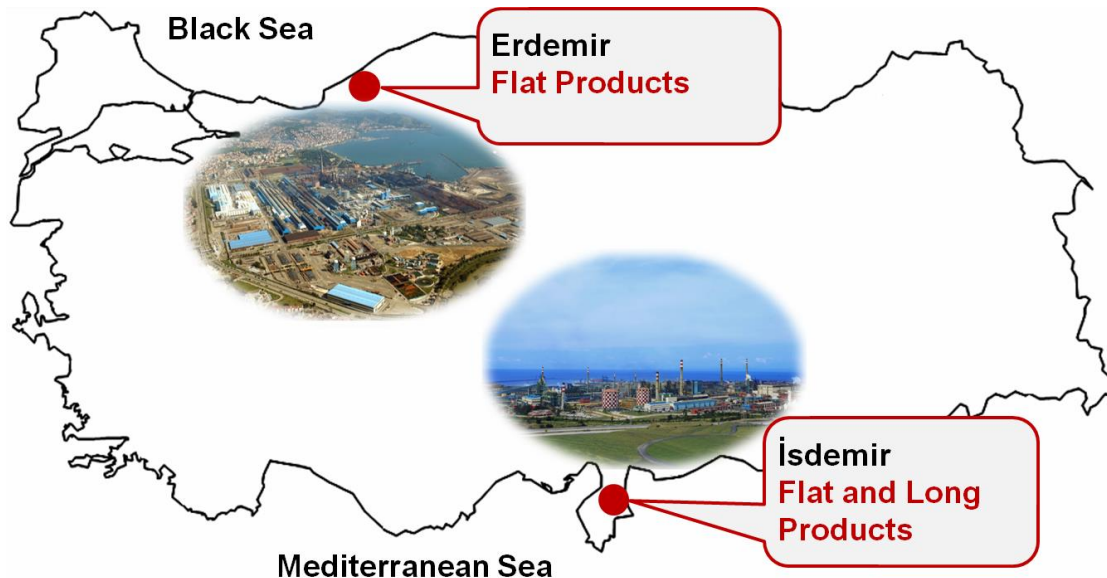 Black Sea
Erdemir
Flat Products
İsdemir
Flat and Long
Products
Mediterranean Sea